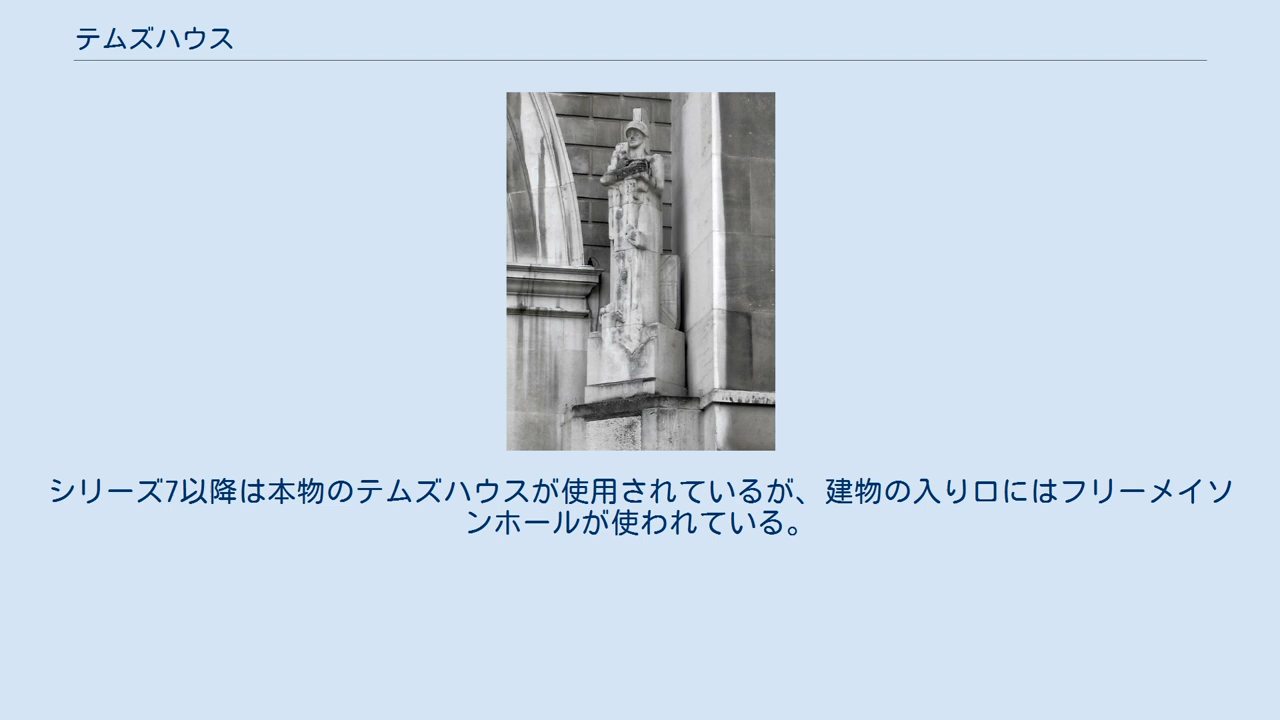 テムズハウス
シリーズ7以降は本物のテムズハウスが使用されているが、建物の入り口にはフリーメイソ
ンホールが使われている。